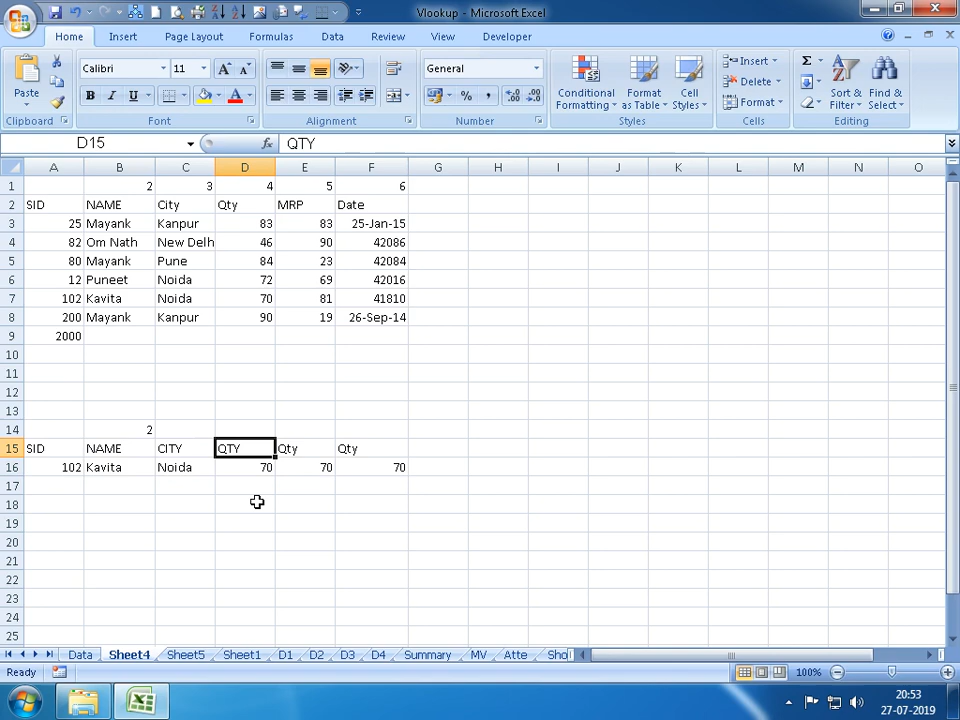 Vlookup - Microsoft Excel
Home Insert Page Layout Formulas Data Review View Developer
Paste
Clipboard
Calibri 11
B I U
Font
Alignment
General
Number
Conditional Formatting
Format as Table
Cell Styles
Styles
Insert
Delete
Format
Cells
Sort & Filter
Find & Select
Editing
D15 fx QTY
A B C D E F G H I J K L M N O
1 2 3 4 5 6
2 SID NAME City Qty MRP Date
3 25 Mayank Kanpur 83 83 25-Jan-15
4 82 Om Nath New Delh 46 90 42086
5 80 Mayank Pune 84 23 42084
6 12 Puneet Noida 72 69 42016
7 102 Kavita Noida 70 81 41810
8 200 Mayank Kanpur 90 19 26-Sep-14
9 2000
10
11
12
13
14 2
15 SID NAME CITY QTY Qty Qty
16 102 Kavita Noida 70 70 70
17
18
19
20
21
22
23
24
25
Data Sheet4 Sheet5 Sheet1 D1 D2 D3 D4 Summary MV Atte Sho
Ready 100%
20:53
27-07-2019